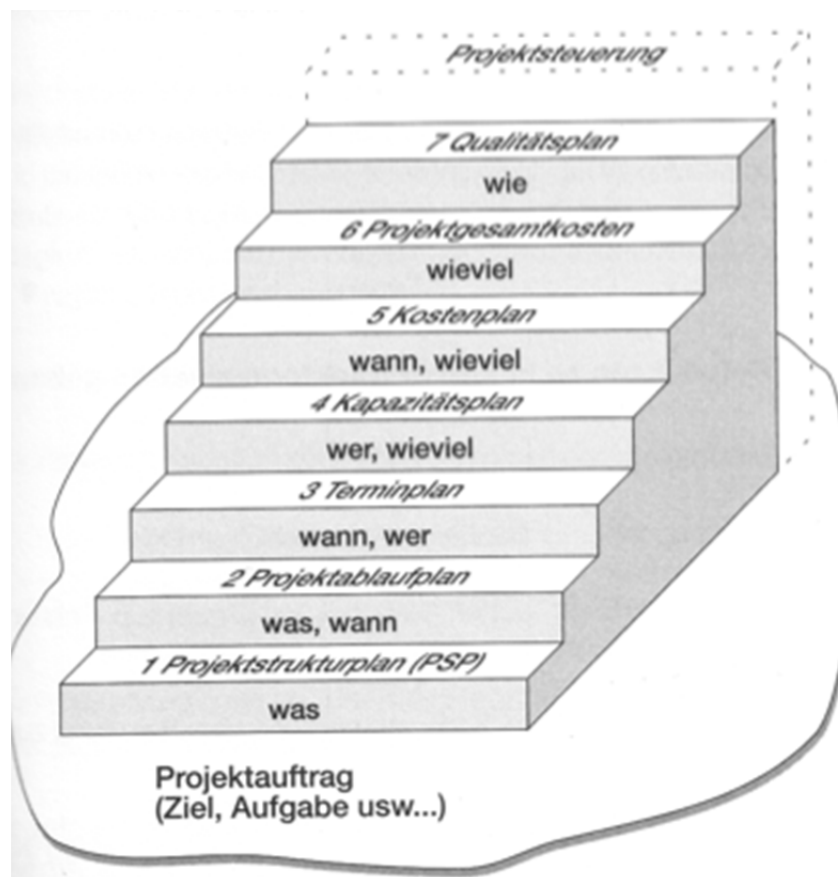 Projektsteuerung
7 Qualitätsplan
wie
6 Projektgesamtkosten
wieviel
5 Kostenplan
wann, wieviel
4 Kapazitätsplan
wer, wieviel
3 Terminplan
wann, wer
2 Projektablaufplan
was, wann
1 Projektstrukturplan (PSP)
was
Projektauftrag
(Ziel, Aufgabe usw...)